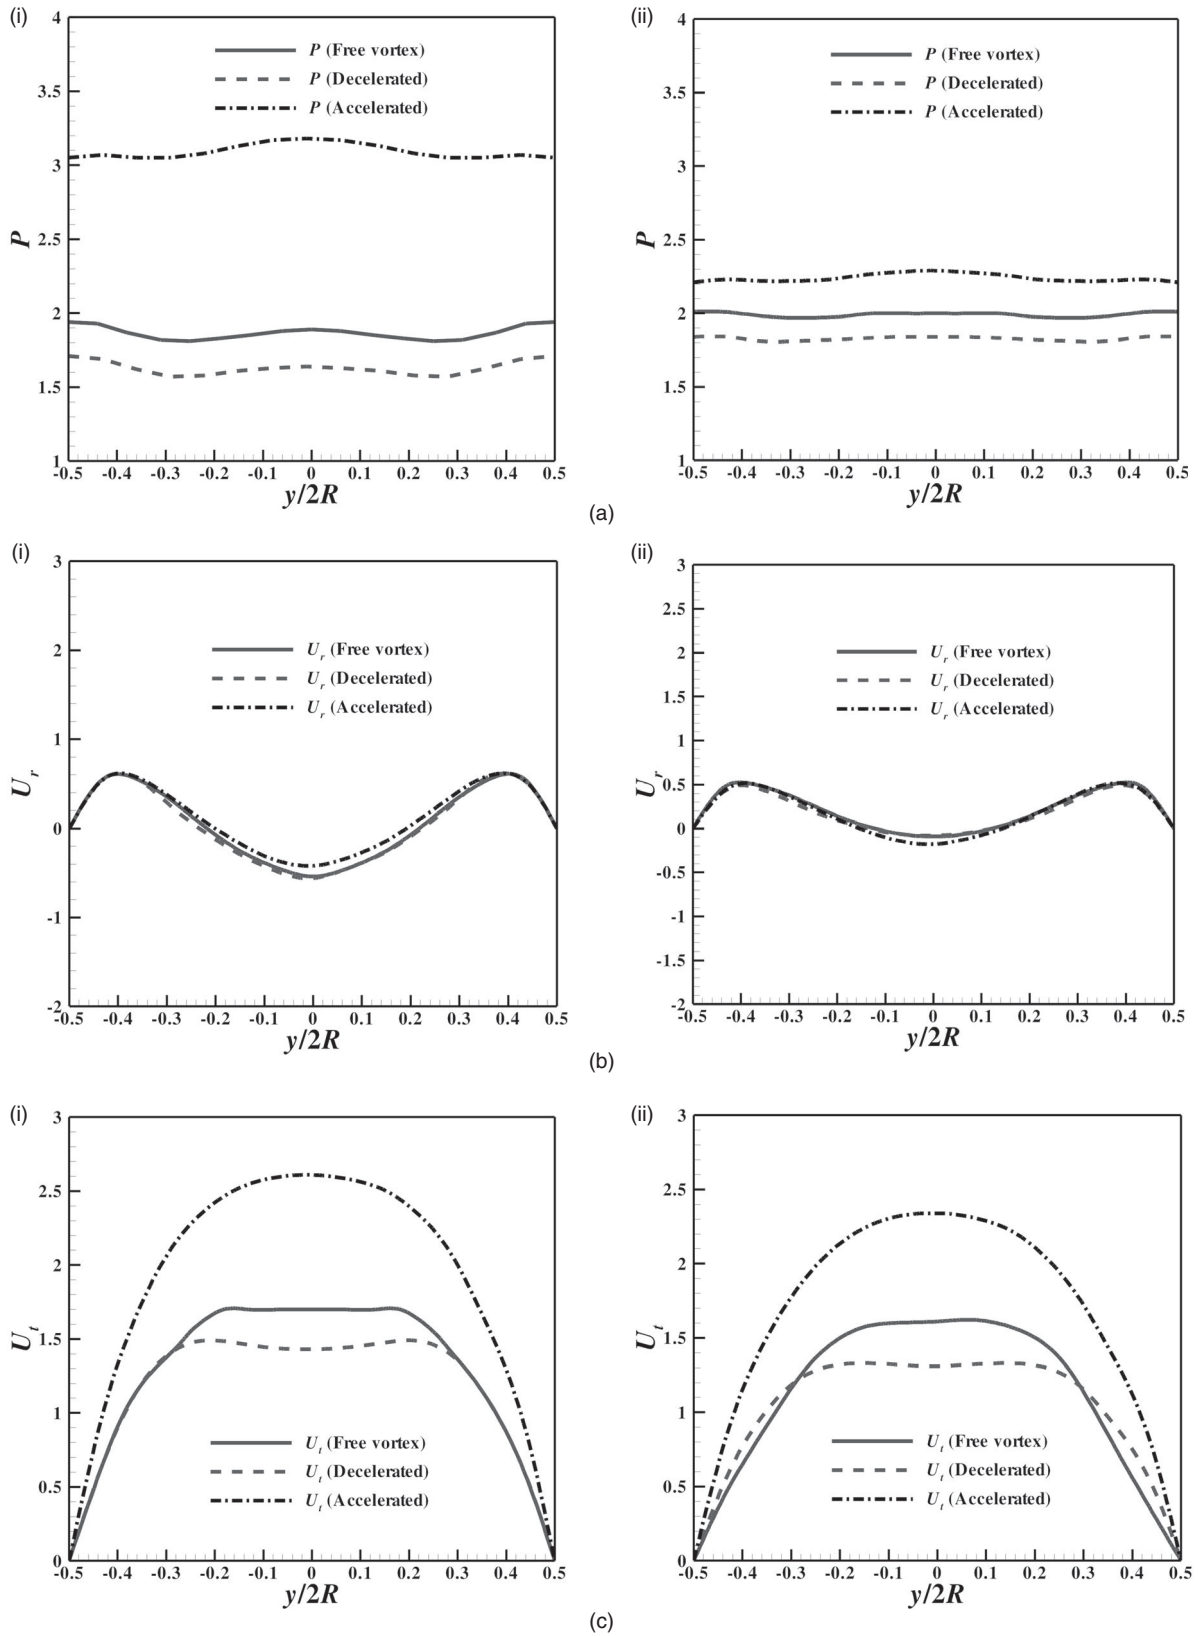 (i)
4
3.5
3
2.5
2
1.5
1
P
P (Free vortex)
P (Decelerated)
P (Accelerated)
-0.5 -0.4 -0.3 -0.2 -0.1 0 0.1 0.2 0.3 0.4 0.5
y/2R
(ii)
4
3.5
3
2.5
2
1.5
1
P
P (Free vortex)
P (Decelerated)
P (Accelerated)
-0.5 -0.4 -0.3 -0.2 -0.1 0 0.1 0.2 0.3 0.4 0.5
y/2R
(a)
(i)
3
2
1
0
-1
-2
U_r
U_r (Free vortex)
U_r (Decelerated)
U_r (Accelerated)
-0.5 -0.4 -0.3 -0.2 -0.1 0 0.1 0.2 0.3 0.4 0.5
y/2R
(ii)
3
2.5
2
1.5
1
0.5
0
-0.5
-1
-1.5
-2
U_r
U_r (Free vortex)
U_r (Decelerated)
U_r (Accelerated)
-0.5 -0.4 -0.3 -0.2 -0.1 0 0.1 0.2 0.3 0.4 0.5
y/2R
(b)
(i)
3
2.5
2
1.5
1
0.5
0
U_t
U_t (Free vortex)
U_t (Decelerated)
U_t (Accelerated)
-0.5 -0.4 -0.3 -0.2 -0.1 0 0.1 0.2 0.3 0.4 0.5
y/2R
(ii)
3
2.5
2
1.5
1
0.5
0
U_t
U_t (Free vortex)
U_t (Decelerated)
U_t (Accelerated)
-0.5 -0.4 -0.3 -0.2 -0.1 0 0.1 0.2 0.3 0.4 0.5
y/2R
(c)